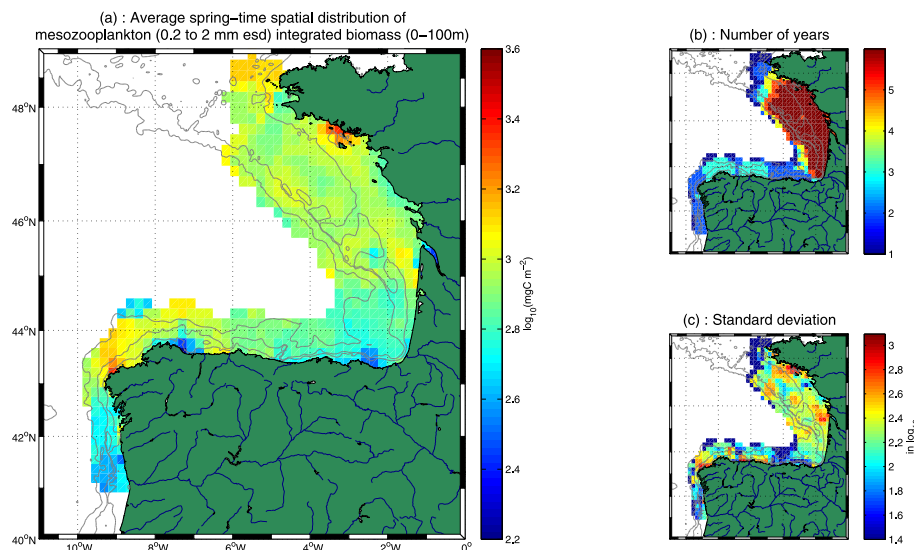 (a) : Average spring−time spatial distribution of
mesozooplankton (0.2 to 2 mm esd) integrated biomass (0−100m)
48°N
46°N
44°N
42°N
40°N
10°W
8°W
6°W
4°W
2°W
0°
3,6
3,4
3,2
3,0
2,8
2,6
2,4
2,2
log10(mgC m−2)
(b) : Number of years
5
4
3
2
1
(c) : Standard deviation
3
2,8
2,6
2,4
2,2
2
1,8
1,6
1,4